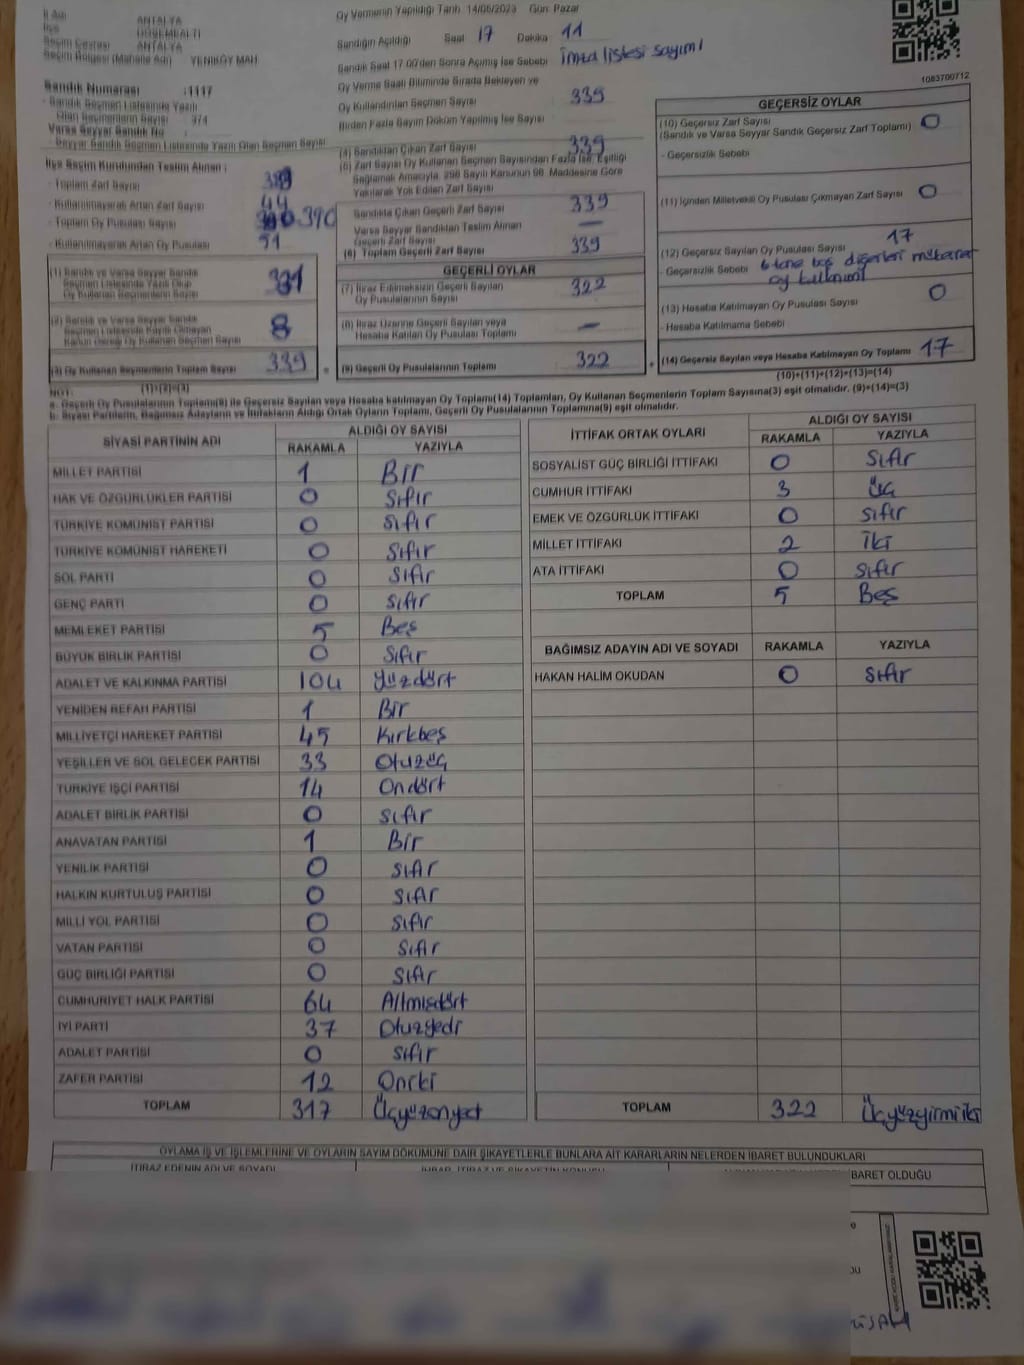 İli Adı ANTALYA
İlçe DÖŞEMEALTI
Seçim Çevresi ANTALYA
Seçim Bölgesi (Mahalle Adı) YENİKÖY MAH
Sandık Numarası :1117
- Sandık Seçmen Listesinde Yazılı
Olan Seçmenlerin Sayısı 374
Varsa Seyyar Sandık No
- Seyyar Sandık Seçmen Listesinde Yazılı Olan Seçmen Sayısı
İlçe Seçim Kurulundan Teslim Alınan ;
- Toplam Zarf Sayısı
- Kullanılmayarak Artan Zarf Sayısı
- Toplam Oy Pusulası Sayısı 390
- Kullanılmayarak Artan Oy Pusulası 51
(1) Sandık ve Varsa Seyyar Sandık
Seçmen Listesinde Yazılı Olup
Oy Kullanan Seçmenlerin Sayısı 331
(2) Sandık ve Varsa Seyyar Sandık
Seçmen Listesinde Kayıtlı Olmayan
Kanun Gereği Oy Kullanan Seçmen Sayısı 8
(3) Oy Kullanan Seçmenlerin Toplam Sayısı 339
(1)+(2)=(3)
Oy Vermenin Yapıldığı Tarih 14/05/2023 Gün: Pazar
Sandığın Açıldığı Saat 17 Dakika 11
Sandık Saat 17.00'den Sonra Açılmış İse Sebebi İmza listesi sayımı
Oy Verme Saati Bitiminde Sırada Bekleyen ve
Oy Kullandırılan Seçmen Sayısı 339
Birden Fazla Sayım Döküm Yapılmış İse Sayısı
(4) Sandıktan Çıkan Zarf Sayısı 339
(5) Zarf Sayısı Oy Kullanan Seçmen Sayısından Fazla İse, Eşitliği
Sağlamak Amacıyla, 298 Sayılı Kanunun 98. Maddesine Göre
Yakılarak Yok Edilen Zarf Sayısı
Sandıkta Çıkan Geçerli Zarf Sayısı 339
Varsa Seyyar Sandıktan Teslim Alınan
Geçerli Zarf Sayısı —
(6) Toplam Geçerli Zarf Sayısı 339
GEÇERLİ OYLAR
(7) İtiraz Edilmeksizin Geçerli Sayılan
Oy Pusulalarının Sayısı 322
(8) İtiraz Üzerine Geçerli Sayılan veya
Hesaba Katılan Oy Pusulası Toplamı —
(9) Geçerli Oy Pusulalarının Toplamı 322
1083700712
GEÇERSİZ OYLAR
(10) Geçersiz Zarf Sayısı 0
(Sandık ve Varsa Seyyar Sandık Geçersiz Zarf Toplamı)
- Geçersizlik Sebebi
(11) İçinden Milletvekili Oy Pusulası Çıkmayan Zarf Sayısı 0
(12) Geçersiz Sayılan Oy Pusulası Sayısı 17
- Geçersizlik Sebebi 6 tane boş diğerleri mükerrer
oy kullanımı
(13) Hesaba Katılmayan Oy Pusulası Sayısı 0
- Hesaba Katılmama Sebebi
(14) Geçersiz Sayılan veya Hesaba Katılmayan Oy Toplamı 17
(10)+(11)+(12)+(13)=(14)
NOT:
a. Geçerli Oy Pusulalarının Toplamı(9) ile Geçersiz Sayılan veya Hesaba Katılmayan Oy Toplamı(14) Toplamları, Oy Kullanan Seçmenlerin Toplam Sayısına(3) eşit olmalıdır. (9)+(14)=(3)
b. Siyasi Partilerin, Bağımsız Adayların ve İttifakların Aldığı Ortak Oyların Toplamı, Geçerli Oy Pusulalarının Toplamına(9) eşit olmalıdır.
SİYASİ PARTİNİN ADI ALDIĞI OY SAYISI
RAKAMLA YAZIYLA
MİLLET PARTİSİ 1 Bir
HAK VE ÖZGÜRLÜKLER PARTİSİ 0 Sıfır
TÜRKİYE KOMÜNİST PARTİSİ 0 Sıfır
TÜRKİYE KOMÜNİST HAREKETİ 0 Sıfır
SOL PARTİ 0 Sıfır
GENÇ PARTİ 0 Sıfır
MEMLEKET PARTİSİ 5 Beş
BÜYÜK BİRLİK PARTİSİ 0 Sıfır
ADALET VE KALKINMA PARTİSİ 104 Yüzdört
YENİDEN REFAH PARTİSİ 1 Bir
MİLLİYETÇİ HAREKET PARTİSİ 45 Kırkbeş
YEŞİLLER VE SOL GELECEK PARTİSİ 33 Otuzüç
TÜRKİYE İŞÇİ PARTİSİ 14 Ondört
ADALET BİRLİK PARTİSİ 0 Sıfır
ANAVATAN PARTİSİ 1 Bir
YENİLİK PARTİSİ 0 Sıfır
HALKIN KURTULUŞ PARTİSİ 0 Sıfır
MİLLİ YOL PARTİSİ 0 Sıfır
VATAN PARTİSİ 0 Sıfır
GÜÇ BİRLİĞİ PARTİSİ 0 Sıfır
CUMHURİYET HALK PARTİSİ 64 Altmışdört
İYİ PARTİ 37 Otuzyedi
ADALET PARTİSİ 0 Sıfır
ZAFER PARTİSİ 12 Oniki
TOPLAM 317 Üçyüzonyedi
İTTİFAK ORTAK OYLARI ALDIĞI OY SAYISI
RAKAMLA YAZIYLA
SOSYALİST GÜÇ BİRLİĞİ İTTİFAKI 0 Sıfır
CUMHUR İTTİFAKI 3 Üç
EMEK VE ÖZGÜRLÜK İTTİFAKI 0 Sıfır
MİLLET İTTİFAKI 2 İki
ATA İTTİFAKI 0 Sıfır
TOPLAM 5 Beş
BAĞIMSIZ ADAYIN ADI VE SOYADI RAKAMLA YAZIYLA
HAKAN HALİM OKUDAN 0 Sıfır
TOPLAM 322 Üçyüzyirmiiki
OYLAMA İŞ VE İŞLEMLERİNE VE OYLARIN SAYIM DÖKÜMÜNE DAİR ŞİKAYETLERLE BUNLARA AİT KARARLARIN NELERDEN İBARET BULUNDUKLARI
İTİRAZ EDENİN ADI VE SOYADI İHBAR, İTİRAZ VE ŞİKAYETİN KONUSU İBARET OLDUĞU